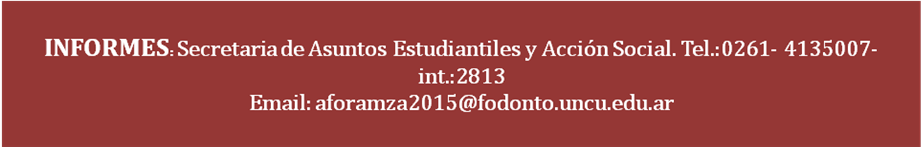 INFORMES: Secretaria de Asuntos Estudiantiles y Acción Social. Tel.:0261- 4135007-
int.:2813
Email: aforamza2015@fodonto.uncu.edu.ar